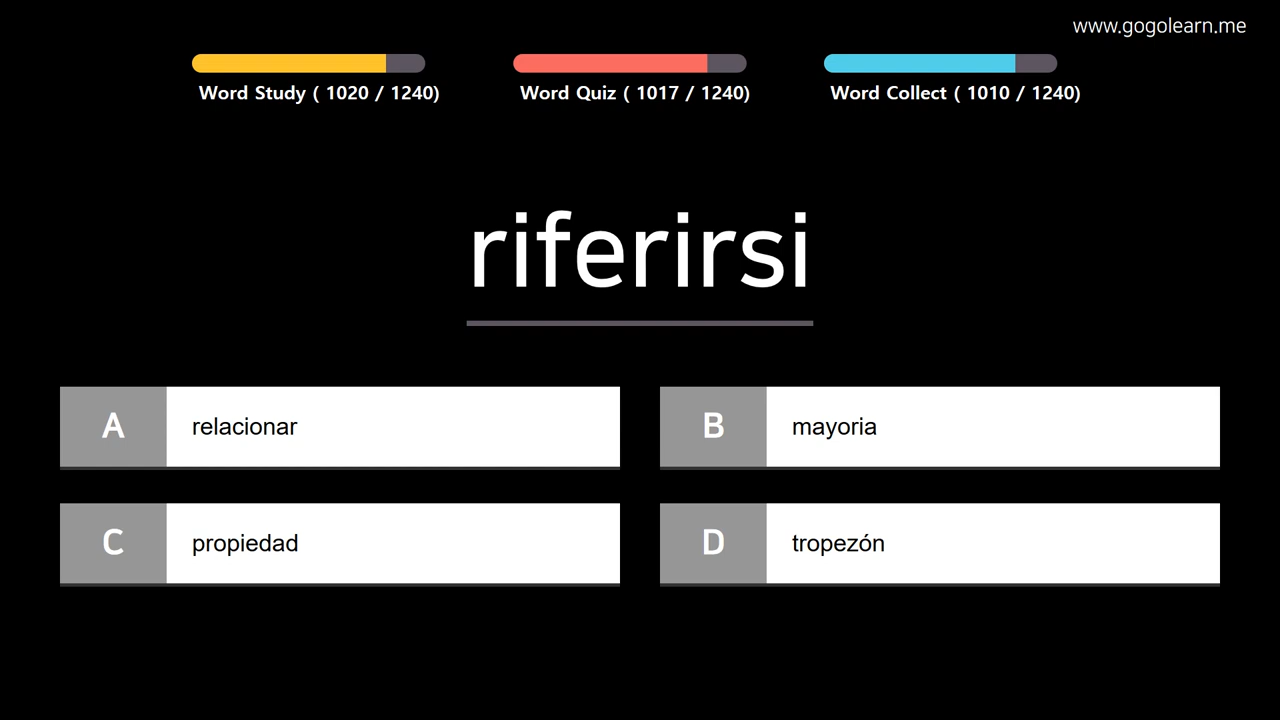 www.gogolearn.me
Word Study ( 1020 / 1240)
Word Quiz ( 1017 / 1240)
Word Collect ( 1010 / 1240)
riferirsi
A relacionar
B mayoria
C propiedad
D tropezón